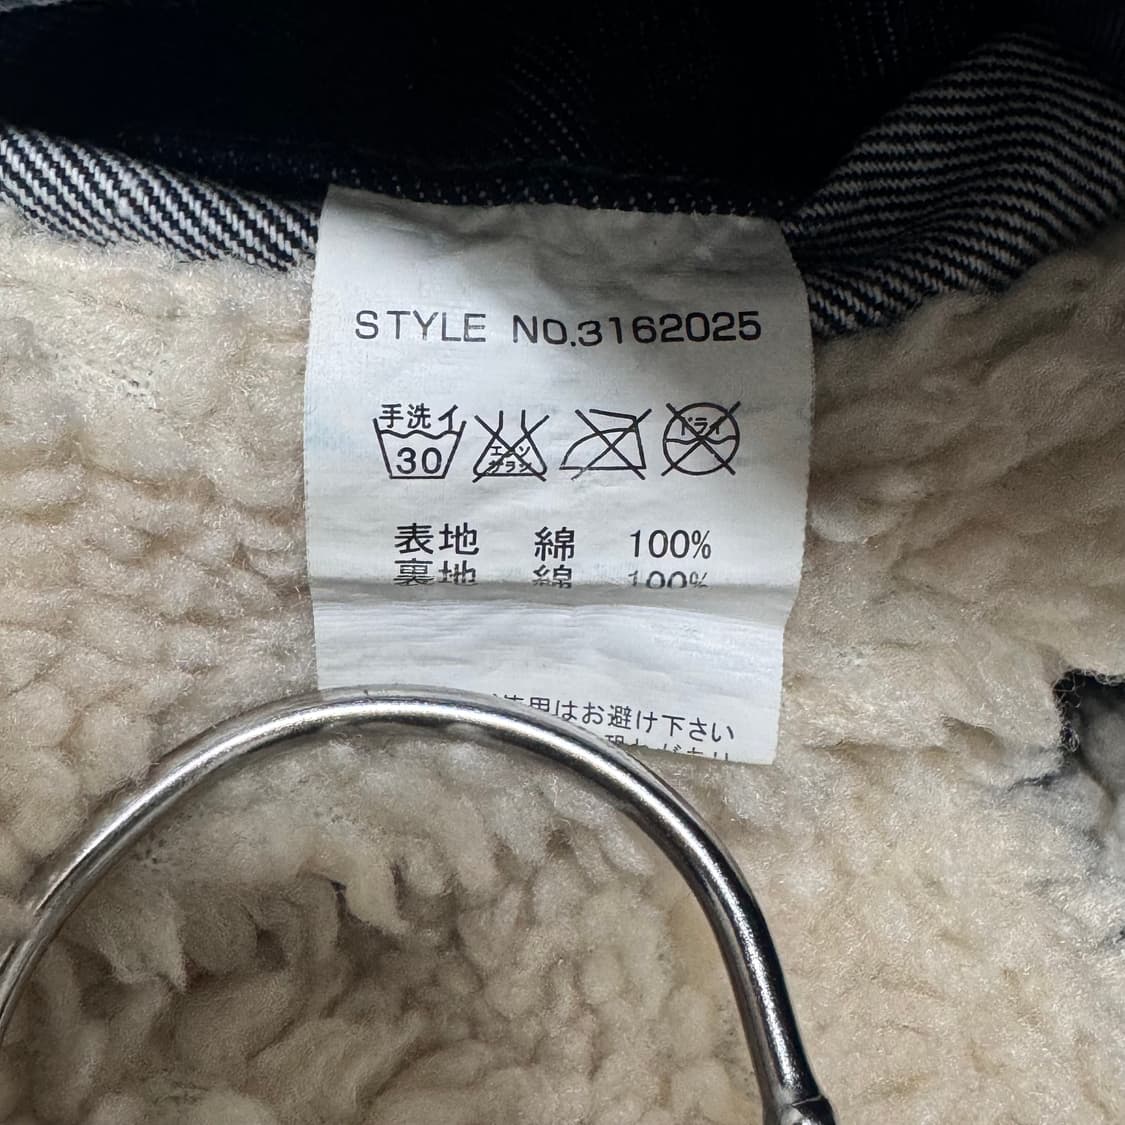 STYLE NO.3162025
手洗イ
30
エンソ
サラシ
ドライ
表地 綿 100%
裏地 綿 100%
用はお避け下さい